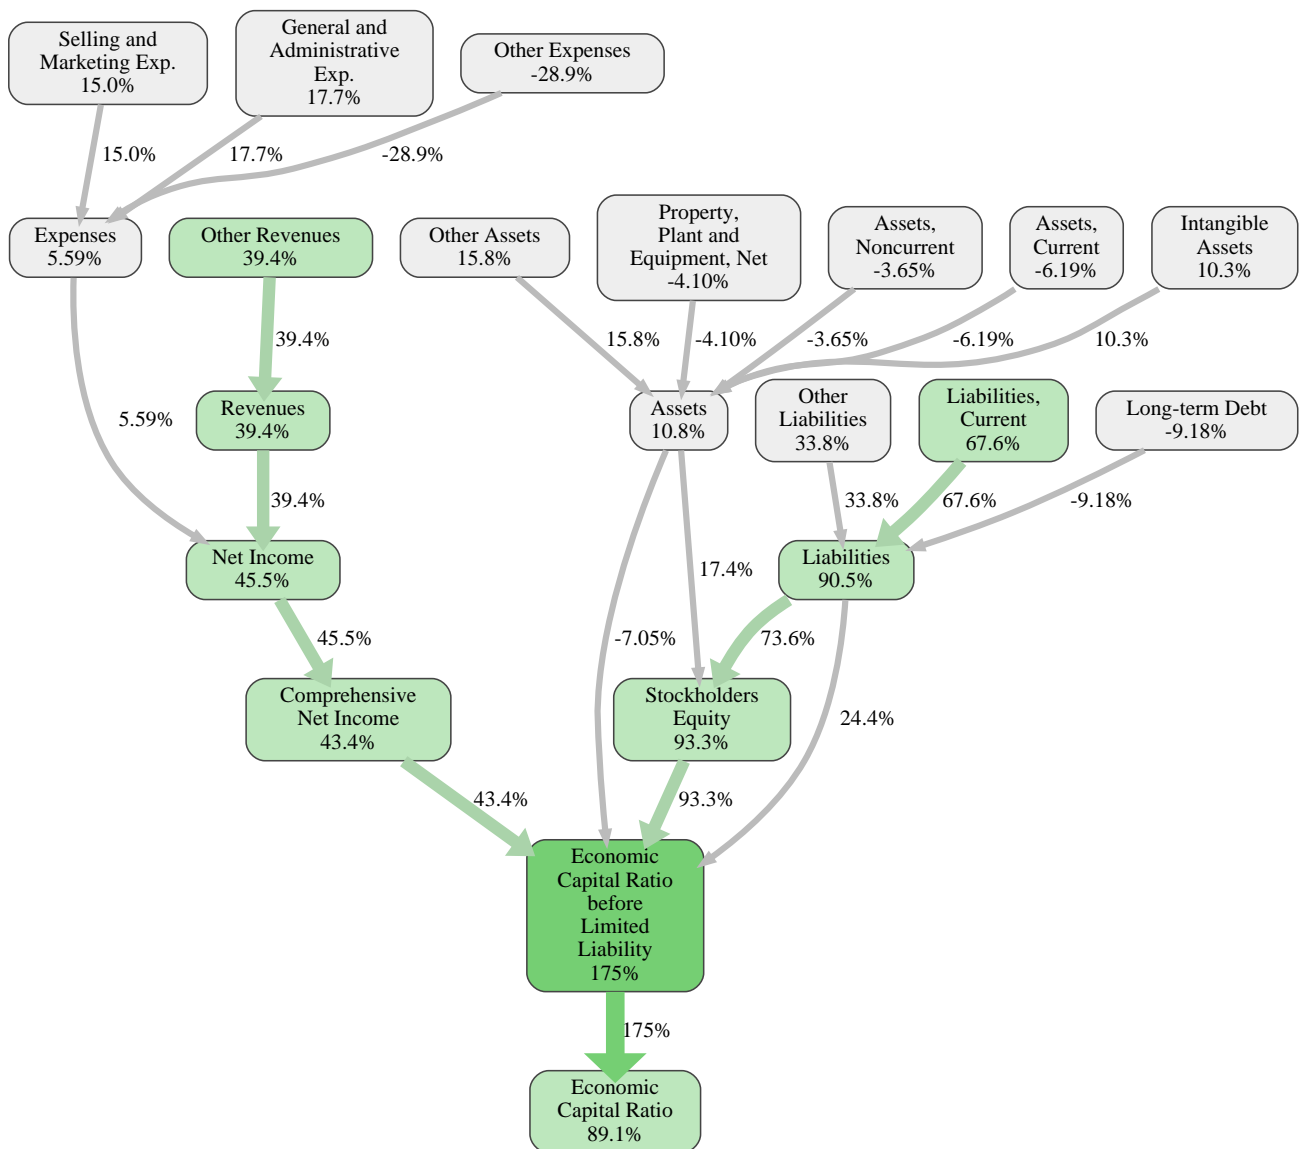 Selling and
Marketing Exp.
15.0%
General and
Administrative
Exp.
17.7%
Other Expenses
-28.9%
15.0%
17.7%
-28.9%
Expenses
5.59%
Other Revenues
39.4%
Other Assets
15.8%
Property,
Plant and
Equipment, Net
-4.10%
Assets,
Noncurrent
-3.65%
Assets,
Current
-6.19%
Intangible
Assets
10.3%
39.4%
15.8%
-4.10%
-3.65%
-6.19%
10.3%
5.59%
Revenues
39.4%
Assets
10.8%
Other
Liabilities
33.8%
Liabilities,
Current
67.6%
Long-term Debt
-9.18%
39.4%
33.8%
67.6%
-9.18%
Net Income
45.5%
17.4%
Liabilities
90.5%
45.5%
-7.05%
73.6%
Comprehensive
Net Income
43.4%
Stockholders
Equity
93.3%
24.4%
43.4%
93.3%
Economic
Capital Ratio
before
Limited
Liability
175%
175%
Economic
Capital Ratio
89.1%